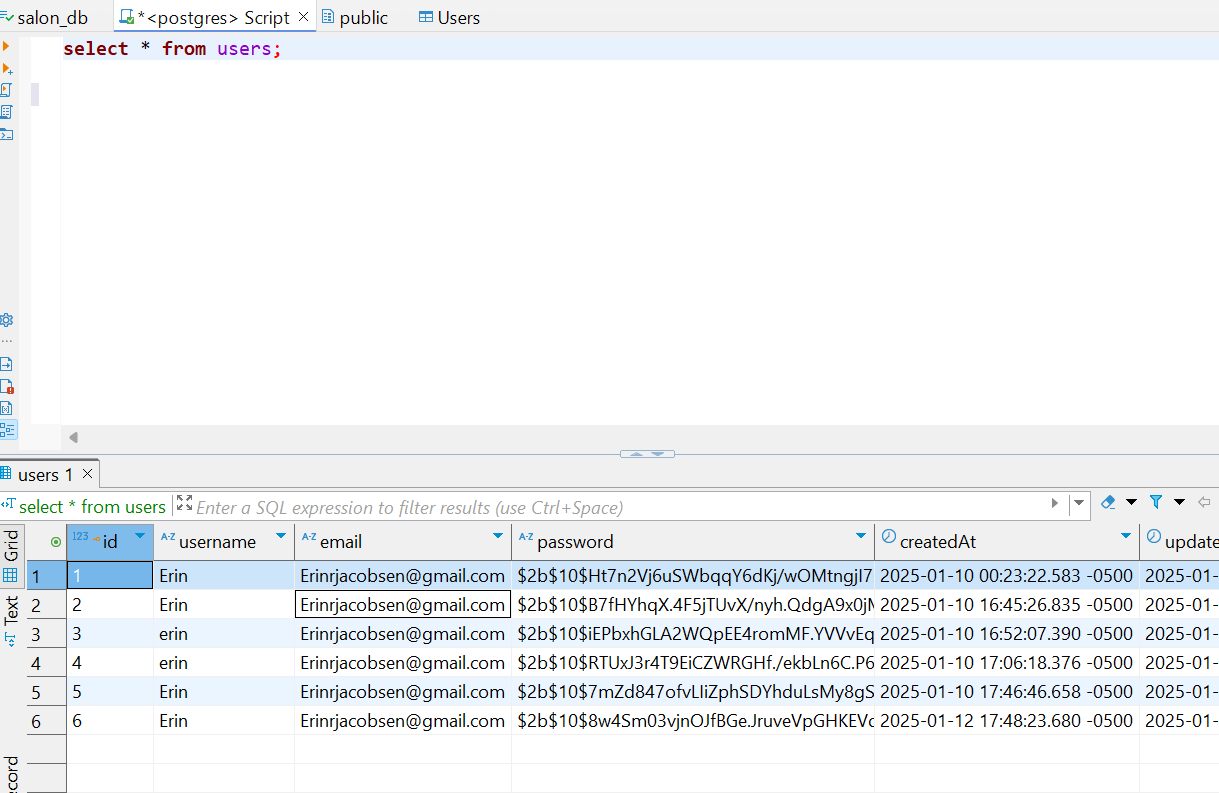 salon_db
*<postgres> Script
public
Users
select * from users;
users 1
select * from users
Enter a SQL expression to filter results (use Ctrl+Space)
Grid
Text
123 id
A-Z username
A-Z email
A-Z password
createdAt
update
1 1 Erin Erinrjacobsen@gmail.com $2b$10$Ht7n2Vj6uSWbqqY6dKj/wOMtngjI7 2025-01-10 00:23:22.583 -0500 2025-01-
2 2 Erin Erinrjacobsen@gmail.com $2b$10$B7fHYhqX.4F5jTUvX/nyh.QdgA9x0jM 2025-01-10 16:45:26.835 -0500 2025-01-
3 3 erin Erinrjacobsen@gmail.com $2b$10$iEPbxhGLA2WQpEE4romMF.YVVvEq 2025-01-10 16:52:07.390 -0500 2025-01-
4 4 erin Erinrjacobsen@gmail.com $2b$10$RTUxJ3r4T9EiCZWRGHf./ekbLn6C.P6 2025-01-10 17:06:18.376 -0500 2025-01-
5 5 Erin Erinrjacobsen@gmail.com $2b$10$7mZd847ofvLIiZphSDYhduLsMy8gS 2025-01-10 17:46:46.658 -0500 2025-01-
6 6 Erin Erinrjacobsen@gmail.com $2b$10$8w4Sm03vjnOJfBGe.JruveVpGHKEVc 2025-01-12 17:48:23.680 -0500 2025-01-
cord